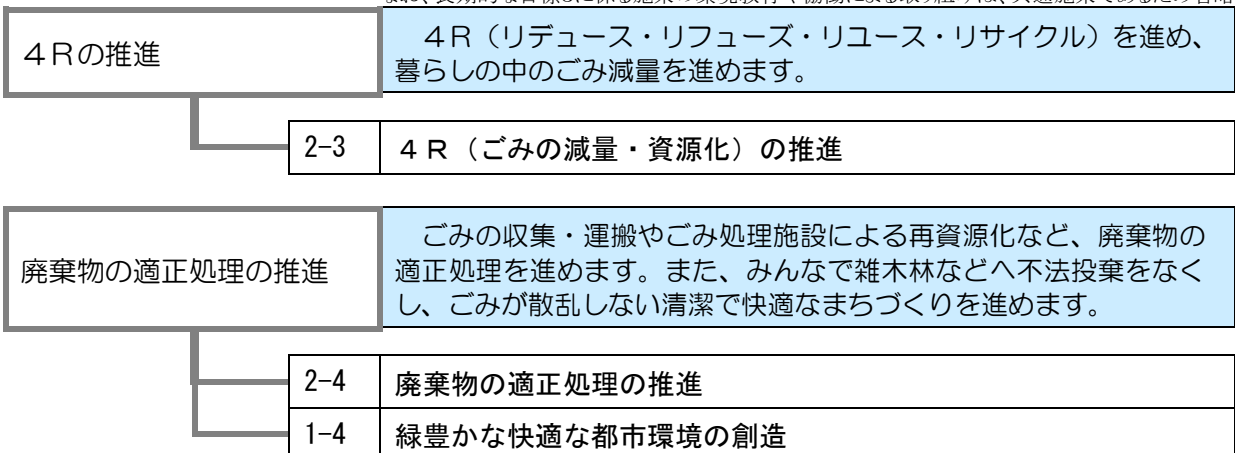 4Rの推進
4R（リデュース・リフューズ・リユース・リサイクル）を進め、
暮らしの中のごみ減量を進めます。
2-3 4R（ごみの減量・資源化）の推進
廃棄物の適正処理の推進
ごみの収集・運搬やごみ処理施設による再資源化など、廃棄物の
適正処理を進めます。また、みんなで雑木林などへ不法投棄をなく
し、ごみが散乱しない清潔で快適なまちづくりを進めます。
2-4 廃棄物の適正処理の推進
1-4 緑豊かな快適な都市環境の創造